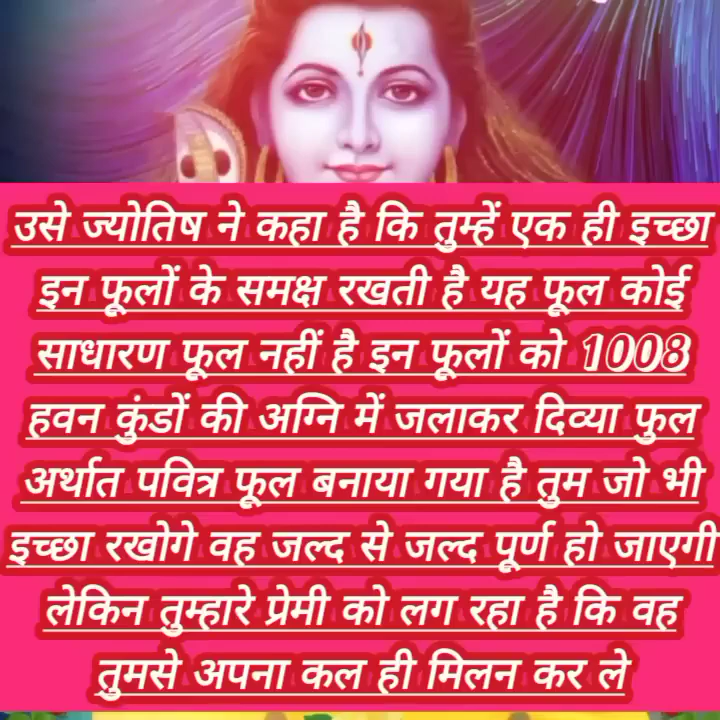 उसे ज्योतिष ने कहा है कि तुम्हें एक ही इच्छा
इन फूलों के समक्ष रखती है यह फूल कोई
साधारण फूल नहीं है इन फूलों को 1008
हवन कुंडों की अग्नि में जलाकर दिव्या फुल
अर्थात पवित्र फूल बनाया गया है तुम जो भी
इच्छा रखोगे वह जल्द से जल्द पूर्ण हो जाएगी
लेकिन तुम्हारे प्रेमी को लग रहा है कि वह
तुमसे अपना कल ही मिलन कर ले